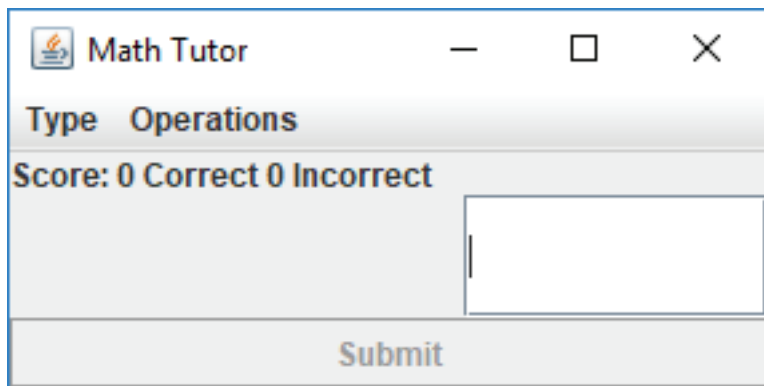 Math Tutor
Type Operations
Score: 0 Correct 0 Incorrect
Submit